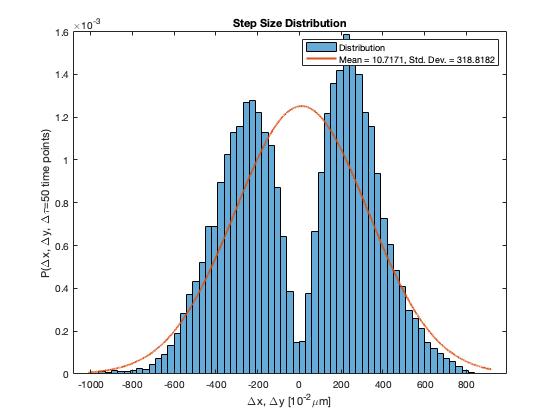 Step Size Distribution
×10⁻³
1.6
1.4
1.2
1
0.8
0.6
0.4
0.2
0
P(Δx, Δy, Δτ=50 time points)
Distribution
Mean = 10.7171, Std. Dev. = 318.8182
-1000 -800 -600 -400 -200 0 200 400 600 800
Δx, Δy [10⁻²μm]